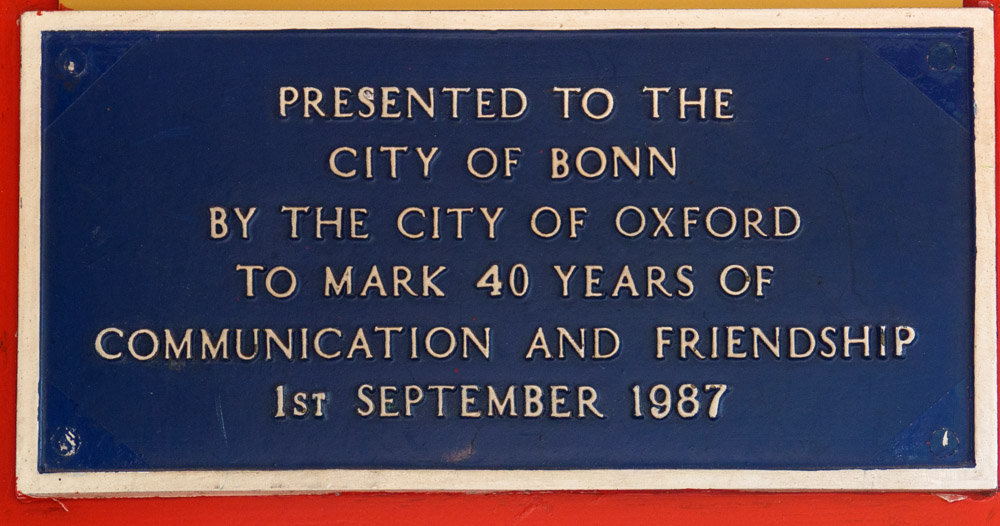 PRESENTED TO THE
CITY OF BONN
BY THE CITY OF OXFORD
TO MARK 40 YEARS OF
COMMUNICATION AND FRIENDSHIP
1ST SEPTEMBER 1987